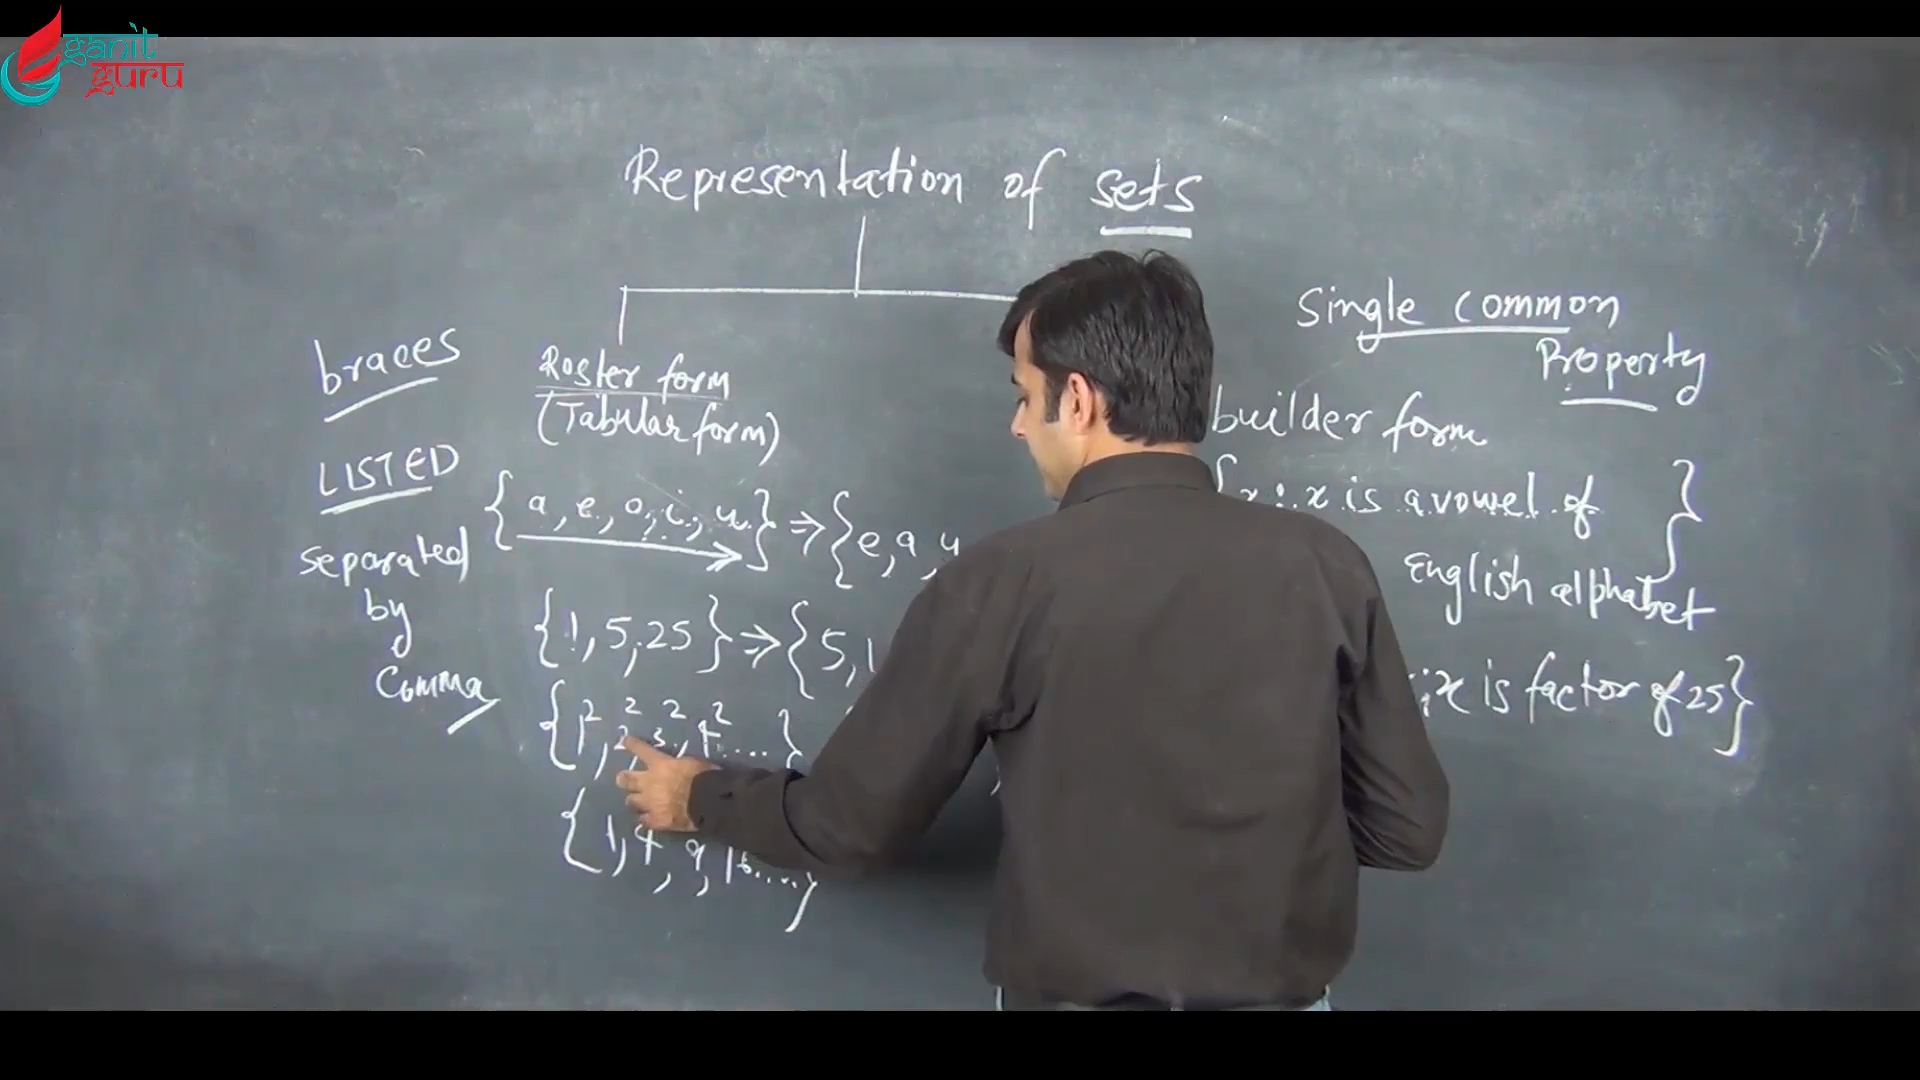 ganit
guru
Representation of sets
Single common
Property
braces
Roster form
(Tabular form)
builder form
LISTED
{a, e, o, i, u} ⇒ {e, a, u
x : x is a vowel of }
English alphabet
separated
by
Comma
{1, 5, 25} ⇒ {5, 1
: x is factor of 25}
{1², 2², 3², 4² ....}
{1, 4, 9, 16....}